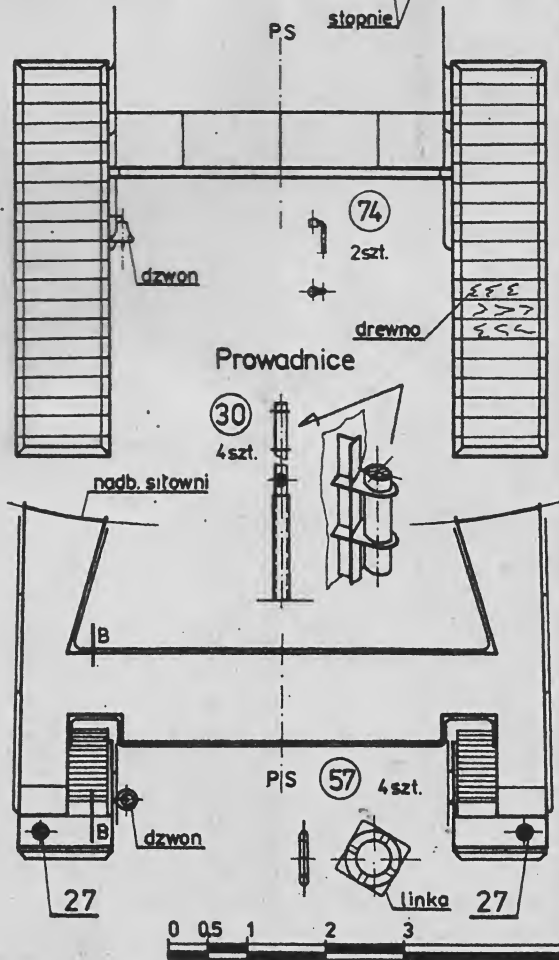 stopnie
PS
74
2szt.
dzwon
drewno
Prowadnice
30
4szt.
nadb. siłowni
B
PS
57
4szt.
B
dzwon
27
linka
27
0 0,5 1 2 3